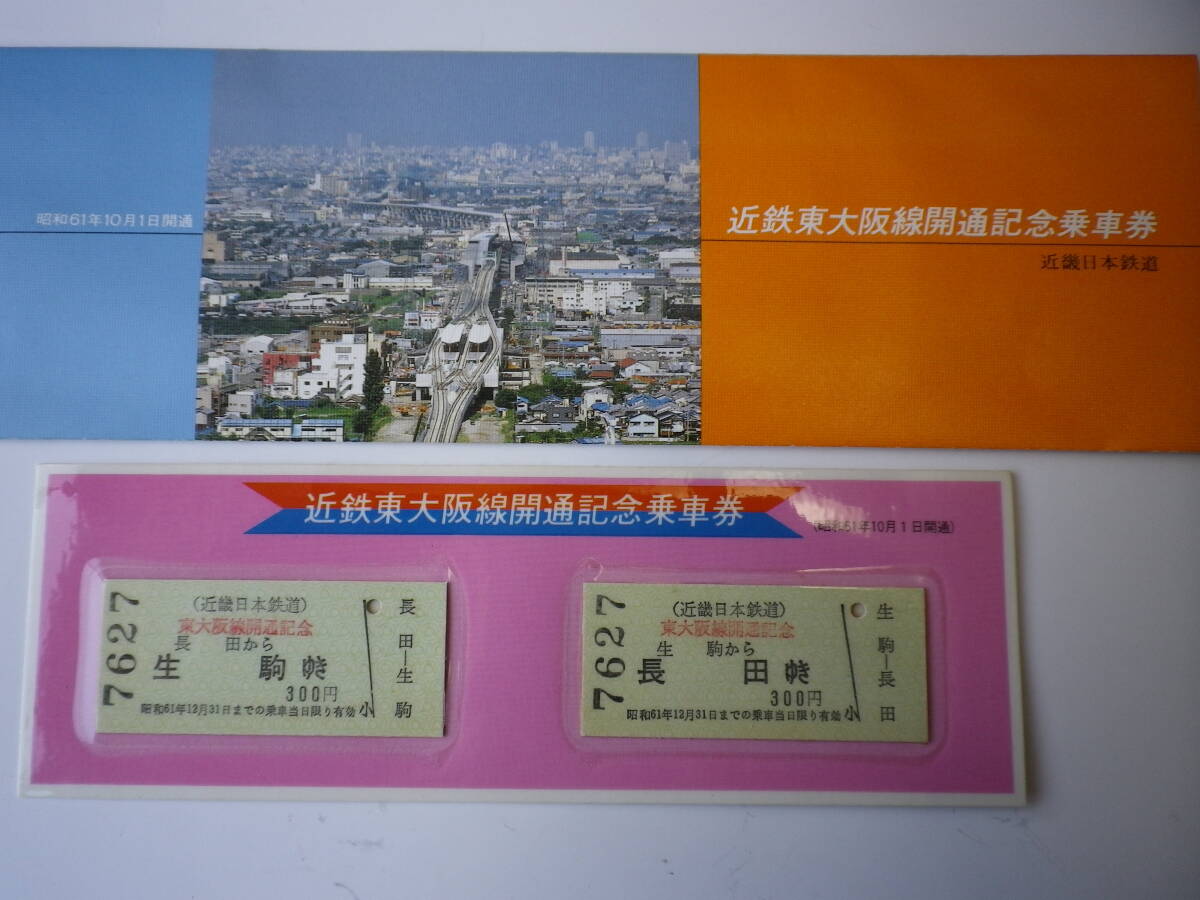 昭和61年10月1日開通
近鉄東大阪線開通記念乗車券
近畿日本鉄道
近鉄東大阪線開通記念乗車券
(昭和61年10月1日開通)
7627
(近畿日本鉄道)
東大阪線開通記念
長 田から
生 駒ゆき
300円
昭和61年12月31日までの乗車当日限り有効
小
長田―生駒
7627
(近畿日本鉄道)
東大阪線開通記念
生 駒から
長 田ゆき
300円
昭和61年12月31日までの乗車当日限り有効
小
生駒―長田